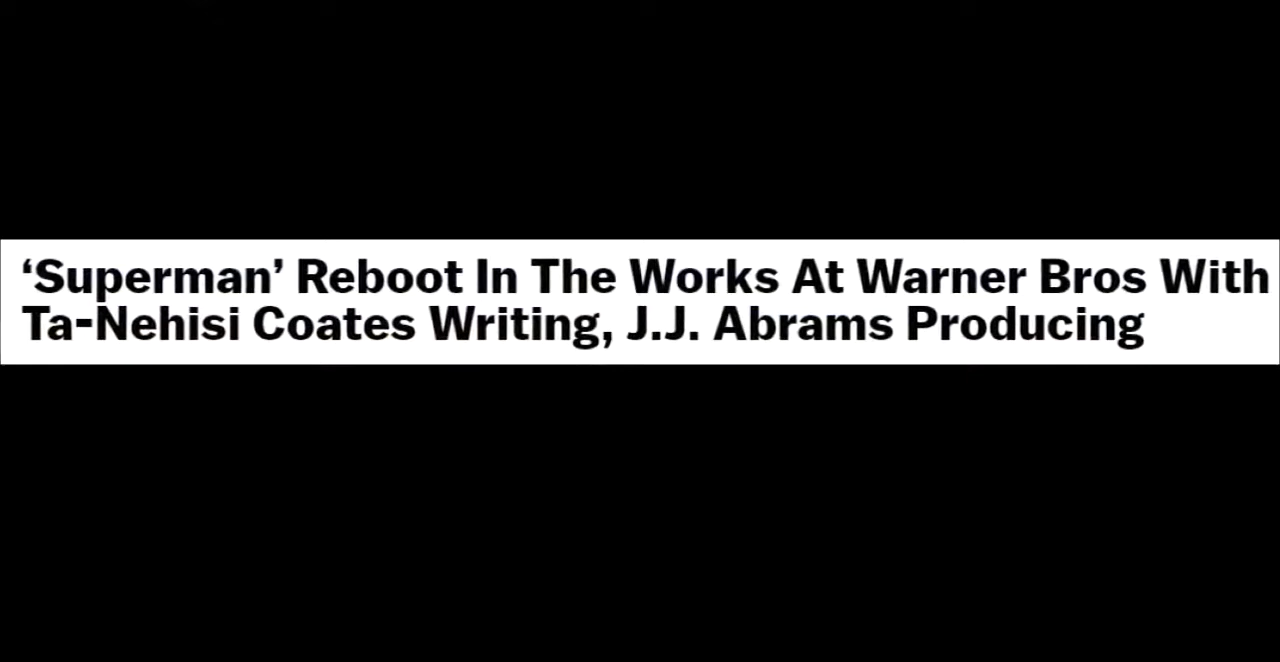 ‘Superman’ Reboot In The Works At Warner Bros With
Ta-Nehisi Coates Writing, J.J. Abrams Producing